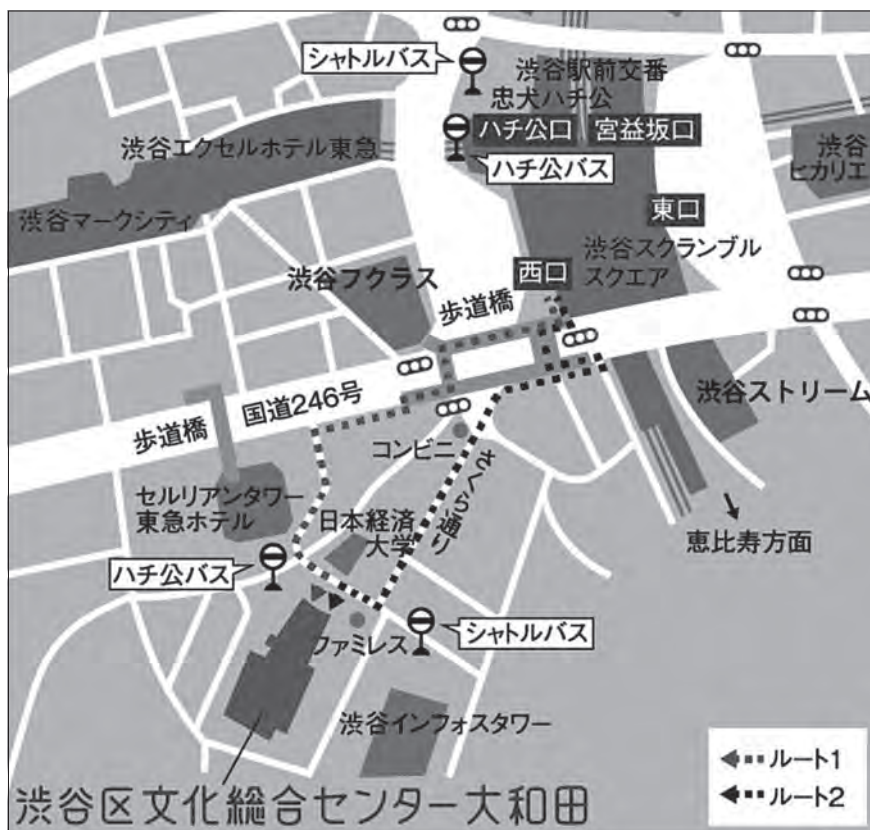 シャトルバス
渋谷駅前交番
忠犬ハチ公
ハチ公口
宮益坂口
ハチ公バス
渋谷エクセルホテル東急
渋谷
ヒカリエ
渋谷マークシティ
東口
渋谷スクランブル
スクエア
西口
渋谷フクラス
歩道橋
国道246号
渋谷ストリーム
歩道橋
コンビニ
さくら通り
セルリアンタワー
東急ホテル
日本経済
大学
恵比寿方面
ハチ公バス
ファミレス
シャトルバス
渋谷インフォスタワー
ルート1
ルート2
渋谷区文化総合センター大和田